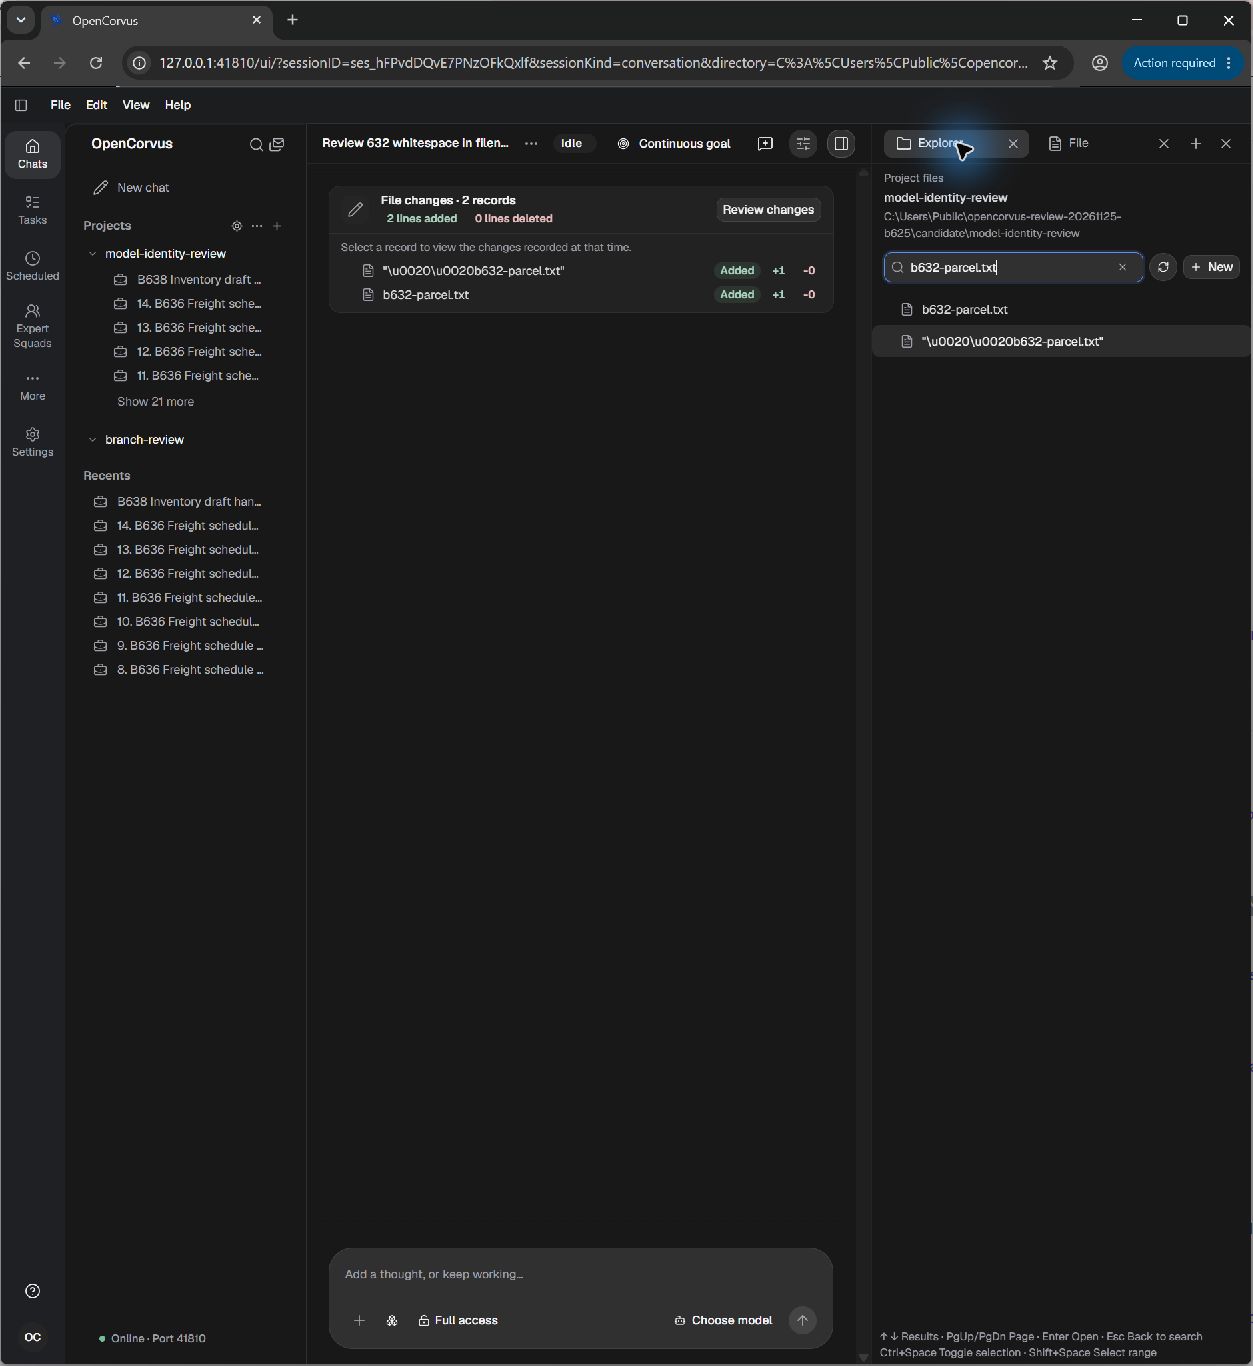 OpenCorvus
127.0.0.1:41810/ui/?sessionID=ses_hFPvdDQvE7PNzOFkQxlf&sessionKind=conversation&directory=C%3A%5CUsers%5CPublic%5Copencor...
Action required
File Edit View Help
Chats
Tasks
Scheduled
Expert
Squads
More
Settings
OC
OpenCorvus
New chat
Projects
model-identity-review
B638 Inventory draft ...
14. B636 Freight sche...
13. B636 Freight sche...
12. B636 Freight sche...
11. B636 Freight sche...
Show 21 more
branch-review
Recents
B638 Inventory draft han...
14. B636 Freight schedul...
13. B636 Freight schedul...
12. B636 Freight schedul...
11. B636 Freight schedule...
10. B636 Freight schedul...
9. B636 Freight schedule ...
8. B636 Freight schedule ...
Online · Port 41810
Review 632 whitespace in filen... Idle Continuous goal
File changes · 2 records
2 lines added 0 lines deleted
Review changes
Select a record to view the changes recorded at that time.
"\u0020\u0020b632-parcel.txt" Added +1 -0
b632-parcel.txt Added +1 -0
Add a thought, or keep working...
Full access Choose model
Explorer File
Project files
model-identity-review
C:\Users\Public\opencorvus-review-20261125-
b625\candidate\model-identity-review
b632-parcel.txt
New
b632-parcel.txt
"\u0020\u0020b632-parcel.txt"
↑ ↓ Results · PgUp/PgDn Page · Enter Open · Esc Back to search
Ctrl+Space Toggle selection · Shift+Space Select range